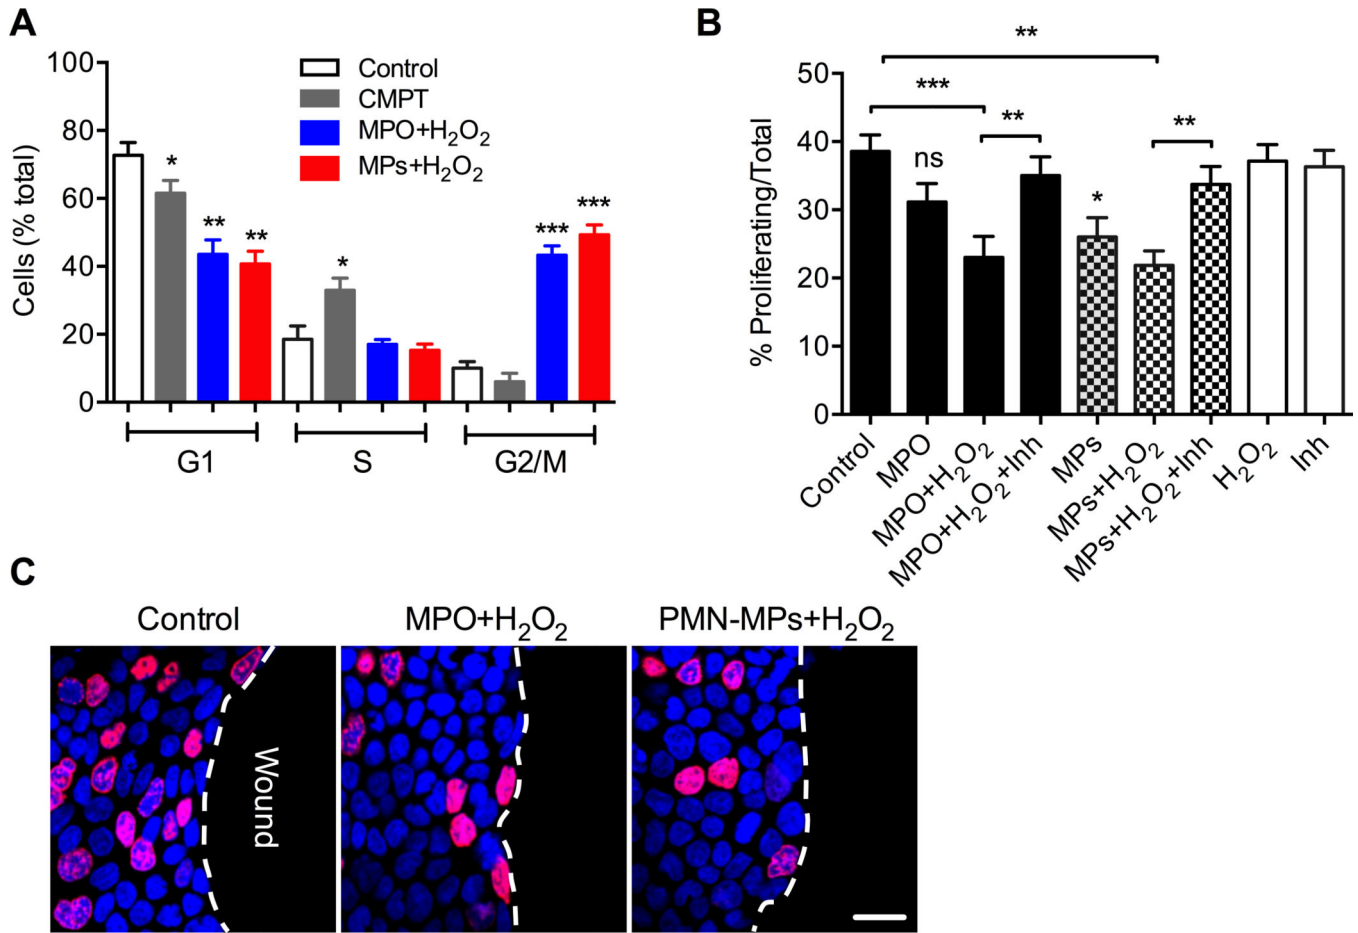 A
100
80
60
40
20
0
Cells (% total)
Control
CMPT
MPO+H₂O₂
MPs+H₂O₂
*
**
**
*
***
***
G1
S
G2/M
B
50
40
30
20
10
0
% Proliferating/Total
**
***
**
**
ns
*
Control
MPO
MPO+H₂O₂
MPO+H₂O₂+Inh
MPs
MPs+H₂O₂
MPs+H₂O₂+Inh
H₂O₂
Inh
C
Control
MPO+H₂O₂
PMN-MPs+H₂O₂
Wound